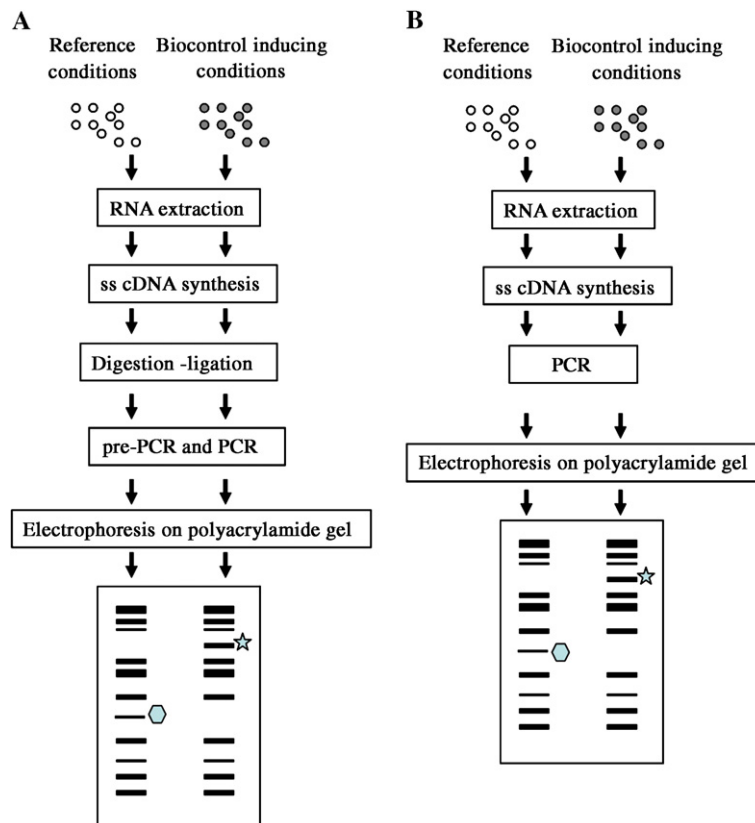 A
Reference
conditions
Biocontrol inducing
conditions
RNA extraction
ss cDNA synthesis
Digestion -ligation
pre-PCR and PCR
Electrophoresis on polyacrylamide gel
B
Reference
conditions
Biocontrol inducing
conditions
RNA extraction
ss cDNA synthesis
PCR
Electrophoresis on polyacrylamide gel